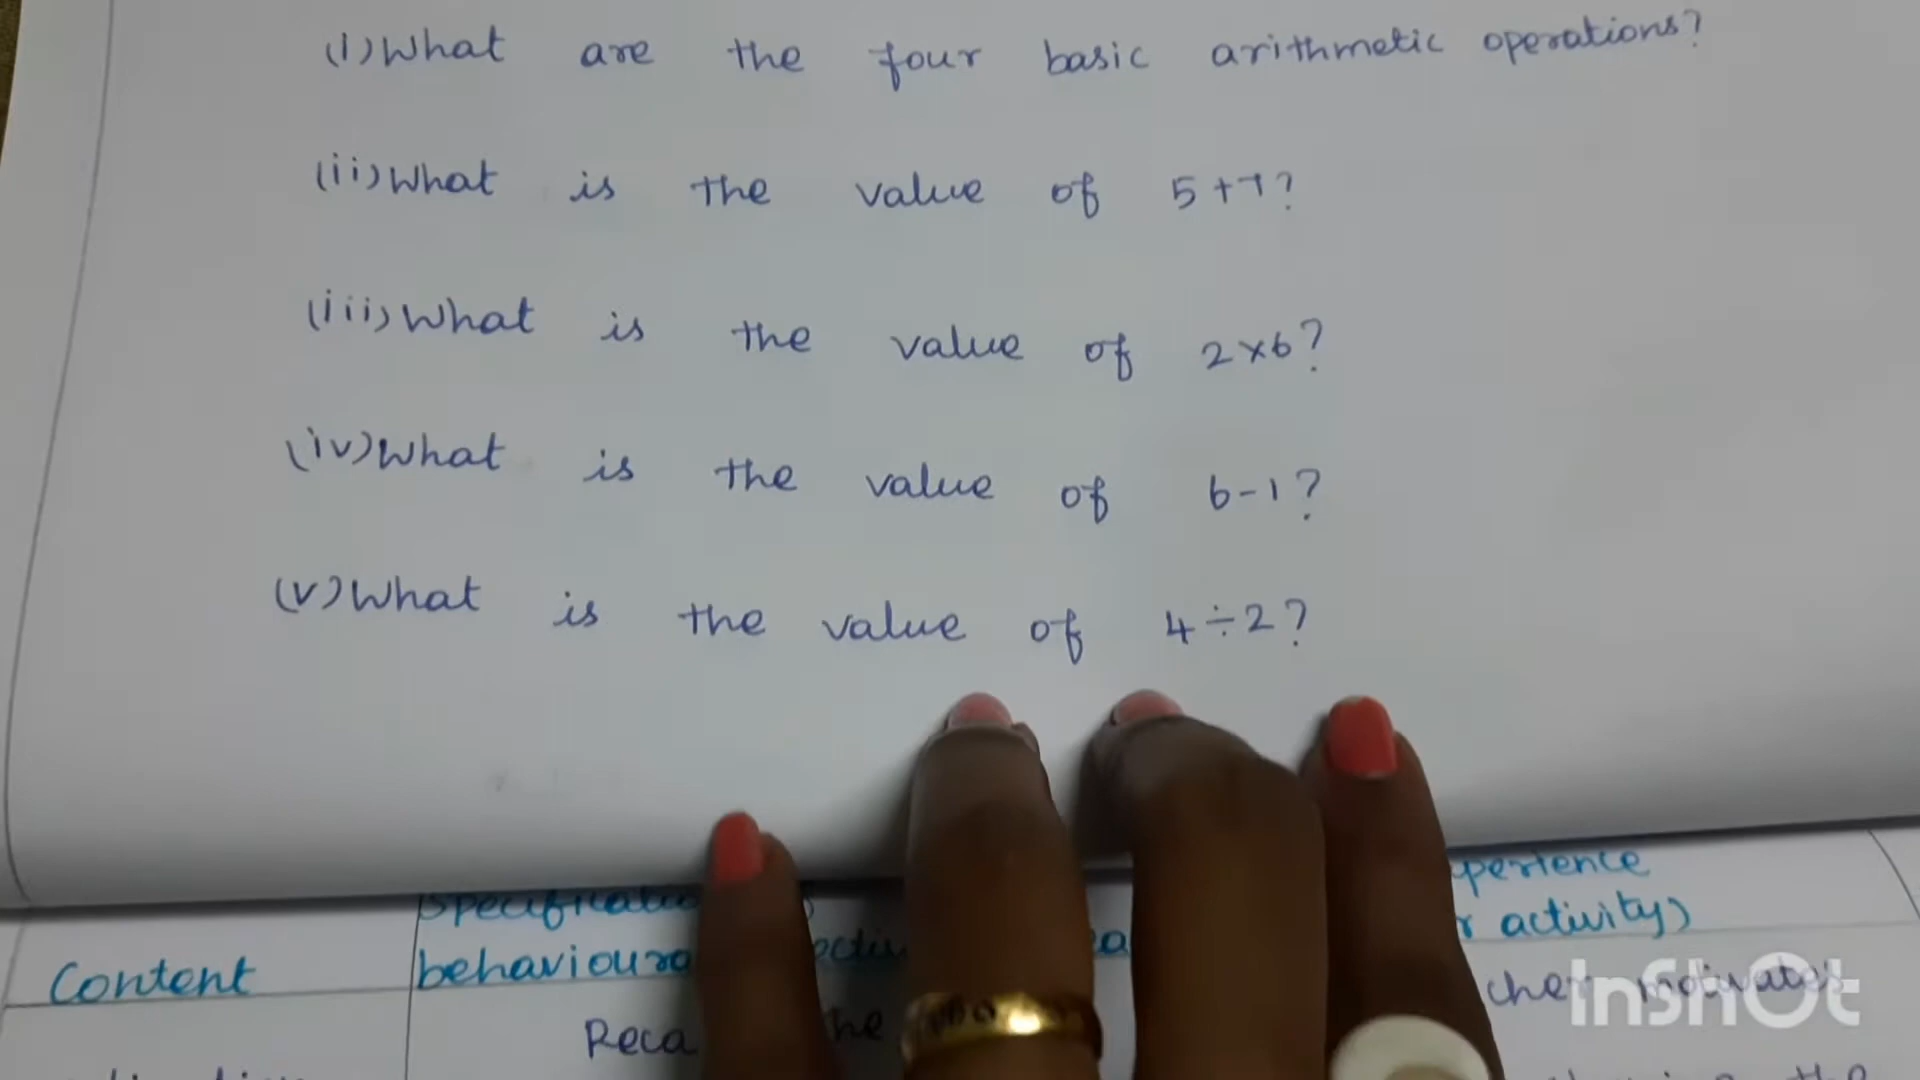 (i) What are the four basic arithmetic operations?
(ii) What is the value of 5+7?
(iii) What is the value of 2×6?
(iv) What is the value of 6-1?
(v) What is the value of 4÷2?
activity)
Content
motivates
InShOt
the